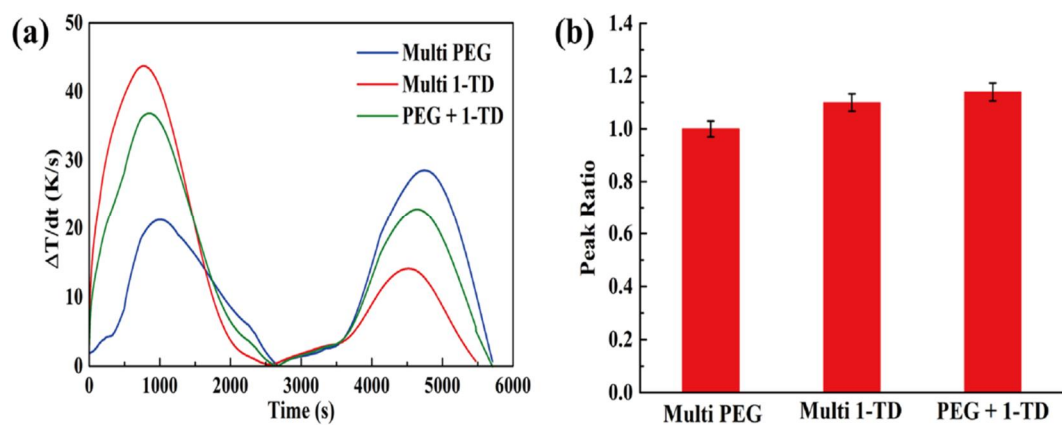 (a)
50
40
30
20
10
0
ΔT/dt (K/s)
Multi PEG
Multi 1-TD
PEG + 1-TD
0 1000 2000 3000 4000 5000 6000
Time (s)
(b)
1.4
1.2
1.0
0.8
0.6
0.4
0.2
0.0
Peak Ratio
Multi PEG Multi 1-TD PEG + 1-TD